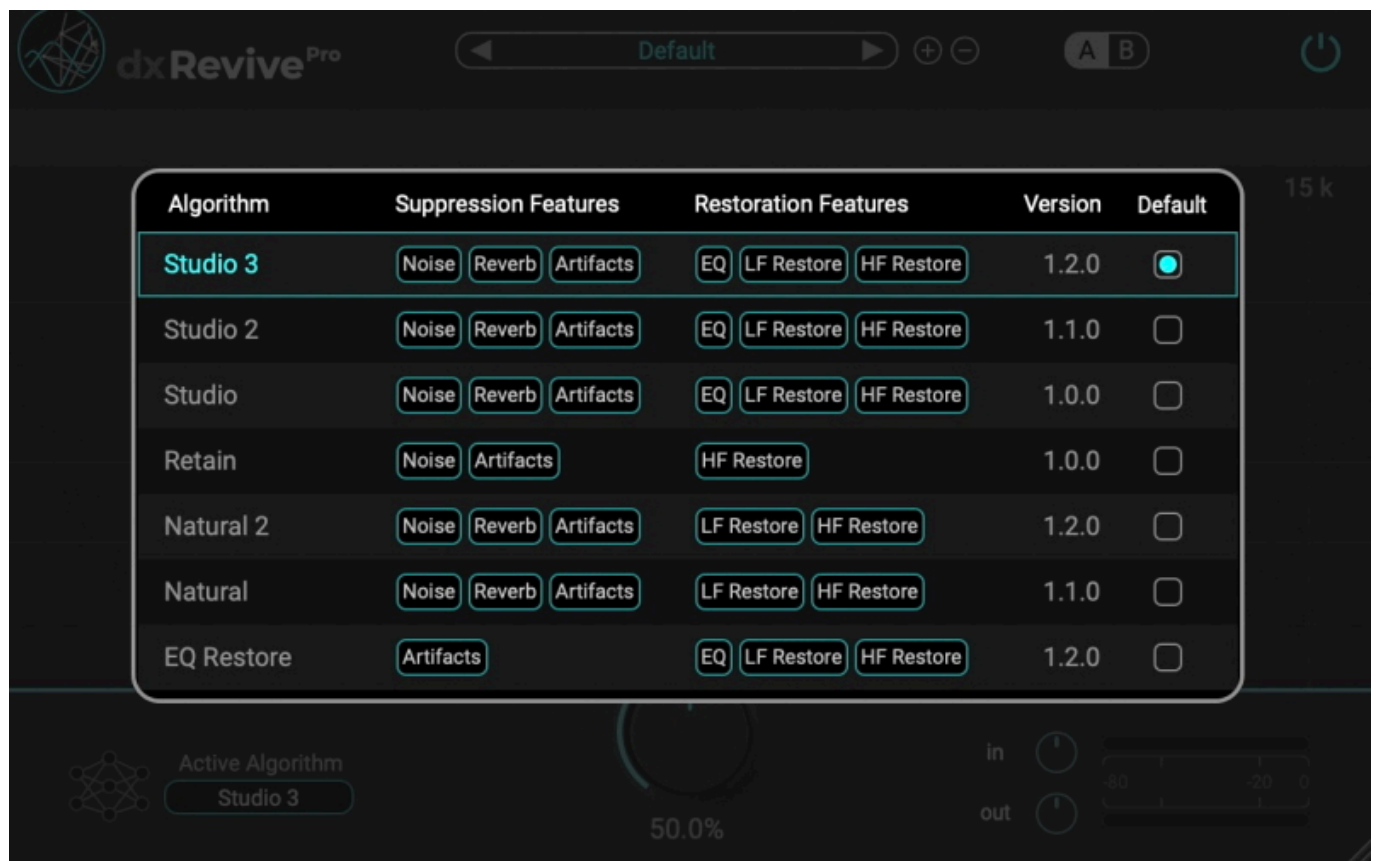 dxRevive Pro Default A B
15 k
Algorithm Suppression Features Restoration Features Version Default
Studio 3 Noise Reverb Artifacts EQ LF Restore HF Restore 1.2.0
Studio 2 Noise Reverb Artifacts EQ LF Restore HF Restore 1.1.0
Studio Noise Reverb Artifacts EQ LF Restore HF Restore 1.0.0
Retain Noise Artifacts HF Restore 1.0.0
Natural 2 Noise Reverb Artifacts LF Restore HF Restore 1.2.0
Natural Noise Reverb Artifacts LF Restore HF Restore 1.1.0
EQ Restore Artifacts EQ LF Restore HF Restore 1.2.0
Active Algorithm in
-80 -20 0
Studio 3 out
50.0%